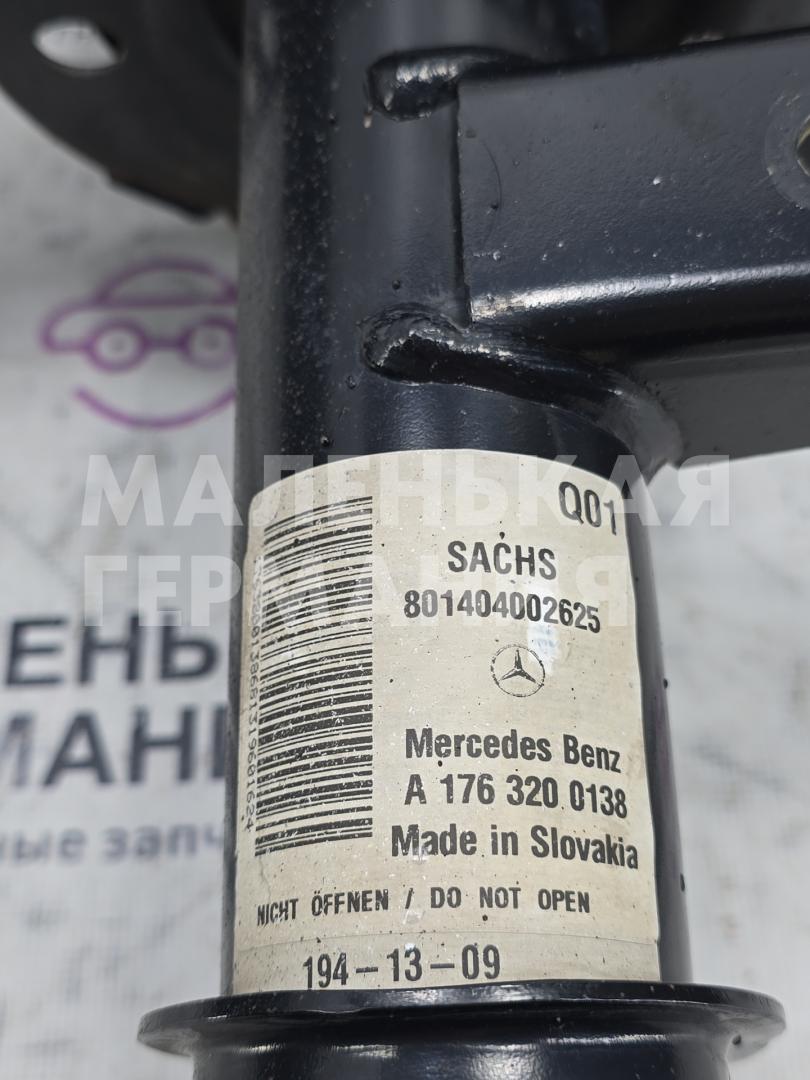 Q01
SACHS
801404002625
Mercedes Benz
A 176 320 0138
Made in Slovakia
NICHT ÖFFNEN / DO NOT OPEN
194-13-09
МАЛЕНЬКАЯ
ГЕРМАНИЯ